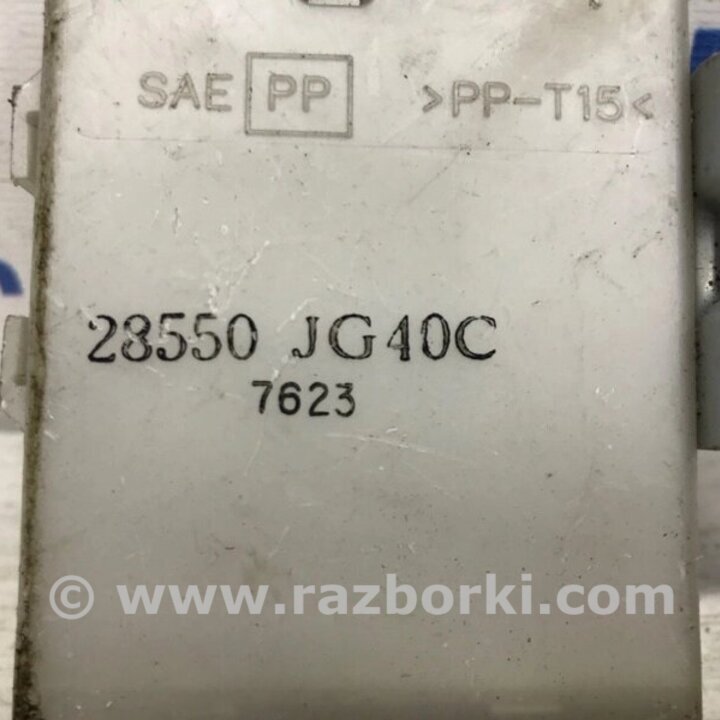 SAE PP >PP-T15<
28550 JG40C
7623
© www.razborki.com